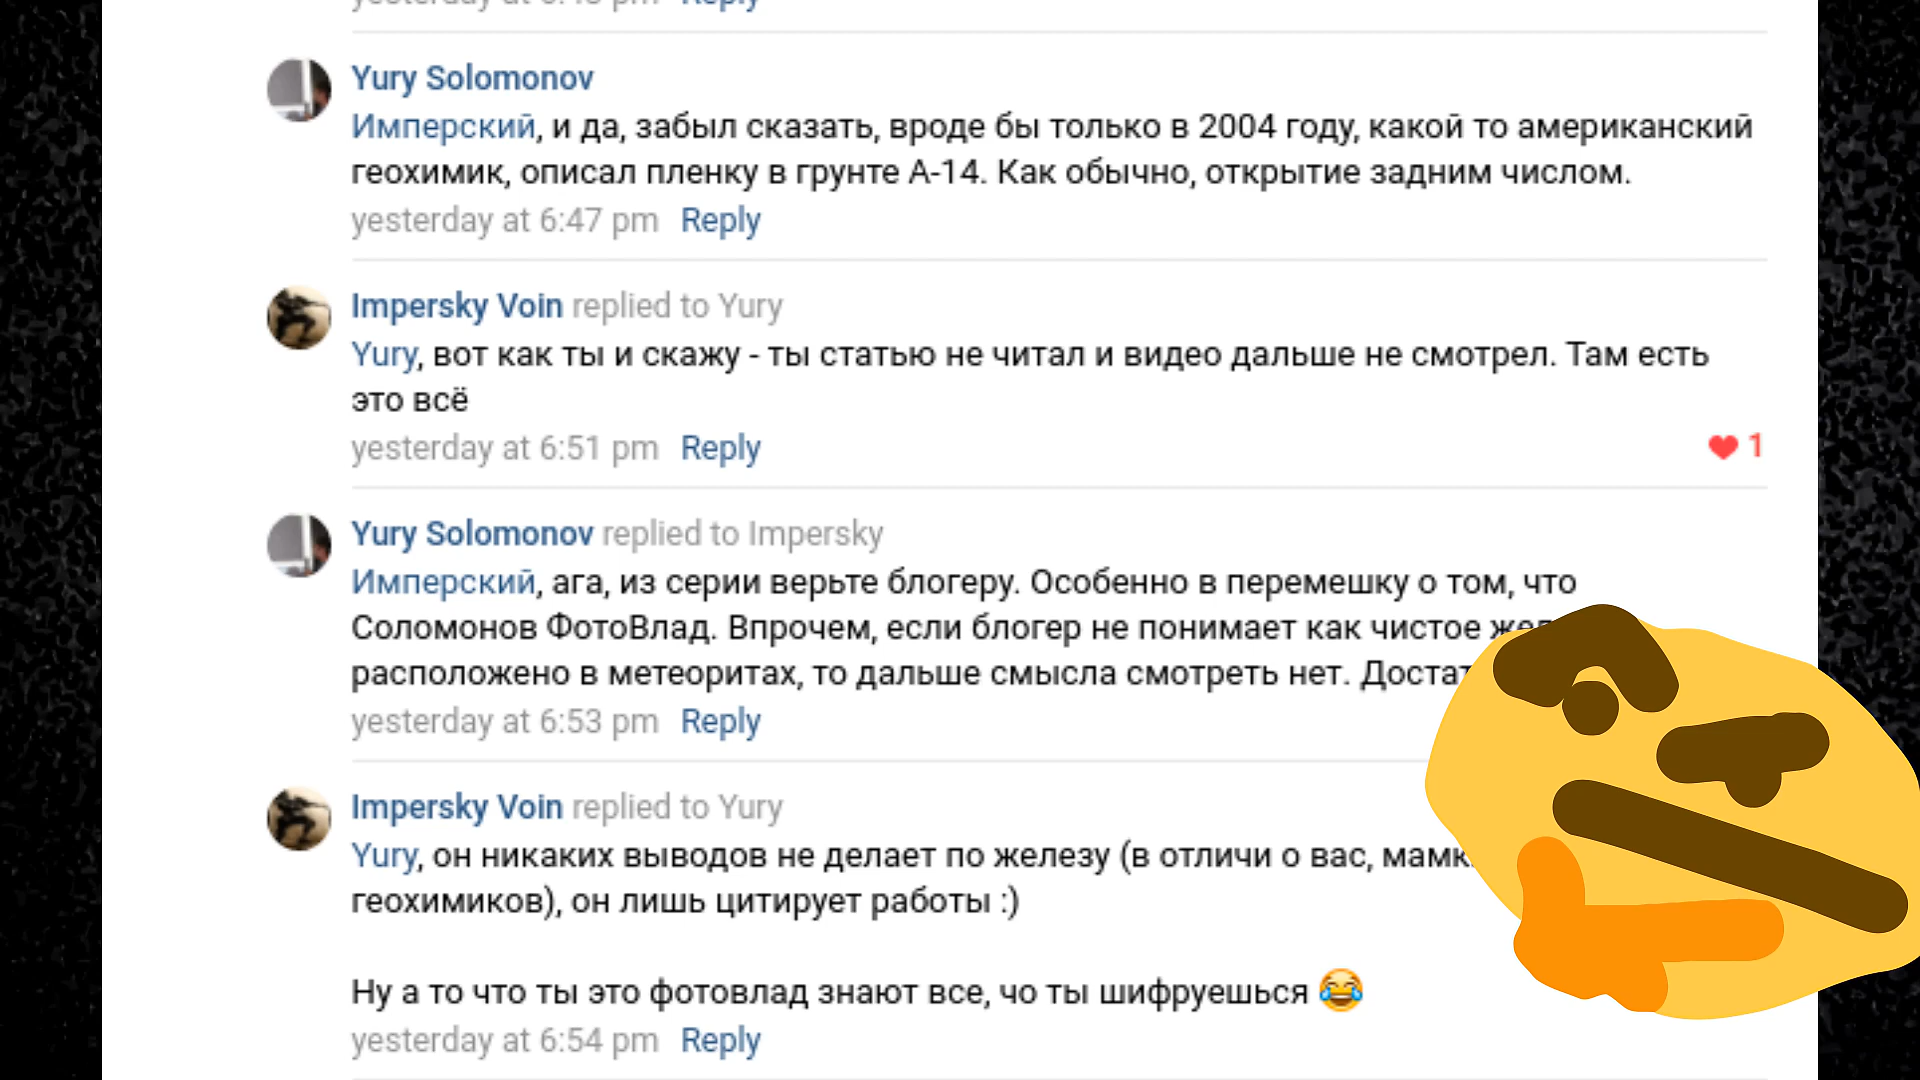 Reply
Yury Solomonov
Имперский, и да, забыл сказать, вроде бы только в 2004 году, какой то американский
геохимик, описал пленку в грунте А-14. Как обычно, открытие задним числом.
yesterday at 6:47 pm Reply
Impersky Voin replied to Yury
Yury, вот как ты и скажу - ты статью не читал и видео дальше не смотрел. Там есть
это всё
yesterday at 6:51 pm Reply
1
Yury Solomonov replied to Impersky
Имперский, ага, из серии верьте блогеру. Особенно в перемешку о том, что
Соломонов ФотоВлад. Впрочем, если блогер не понимает как чистое
расположено в метеоритах, то дальше смысла смотреть нет.
yesterday at 6:53 pm Reply
Impersky Voin replied to Yury
Yury, он никаких выводов не делает по железу (в отличи о вас,
геохимиков), он лишь цитирует работы :)
Ну а то что ты это фотовлад знают все, чо ты шифруешься 😂
yesterday at 6:54 pm Reply